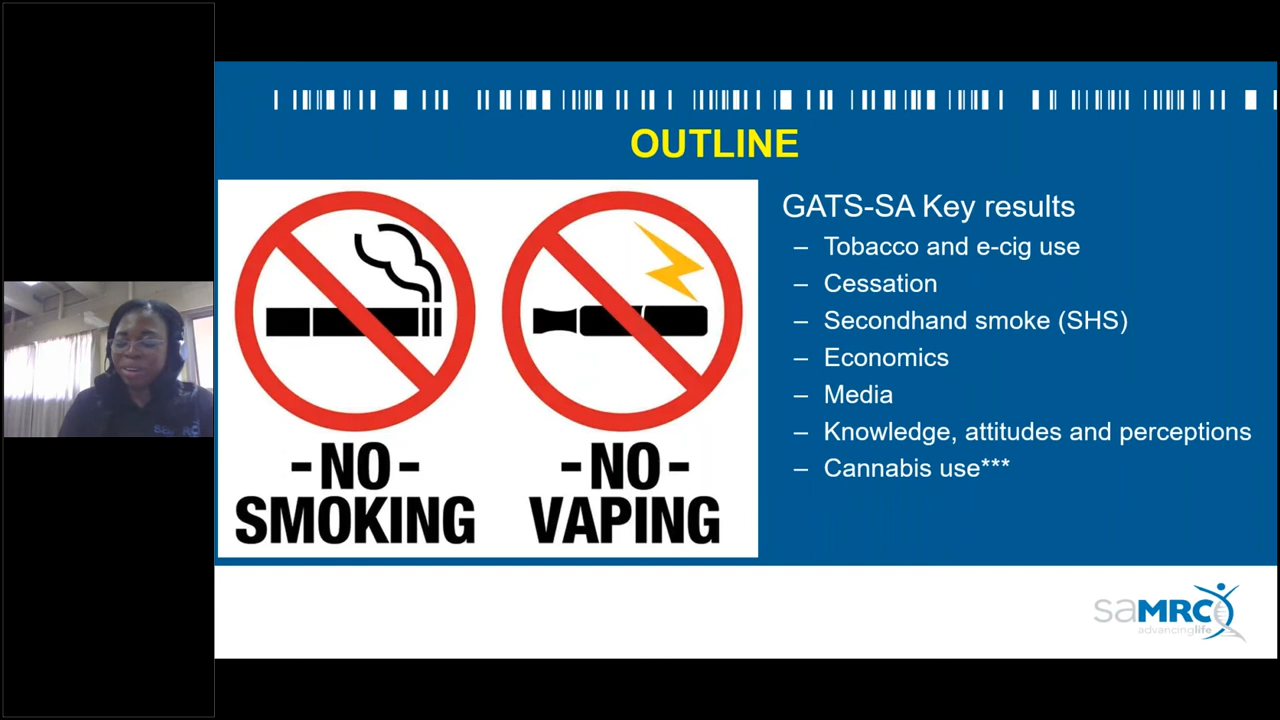 OUTLINE
GATS-SA Key results
– Tobacco and e-cig use
– Cessation
– Secondhand smoke (SHS)
– Economics
– Media
– Knowledge, attitudes and perceptions
– Cannabis use***
-NO-
SMOKING
-NO-
VAPING
saMRC
advancinglife